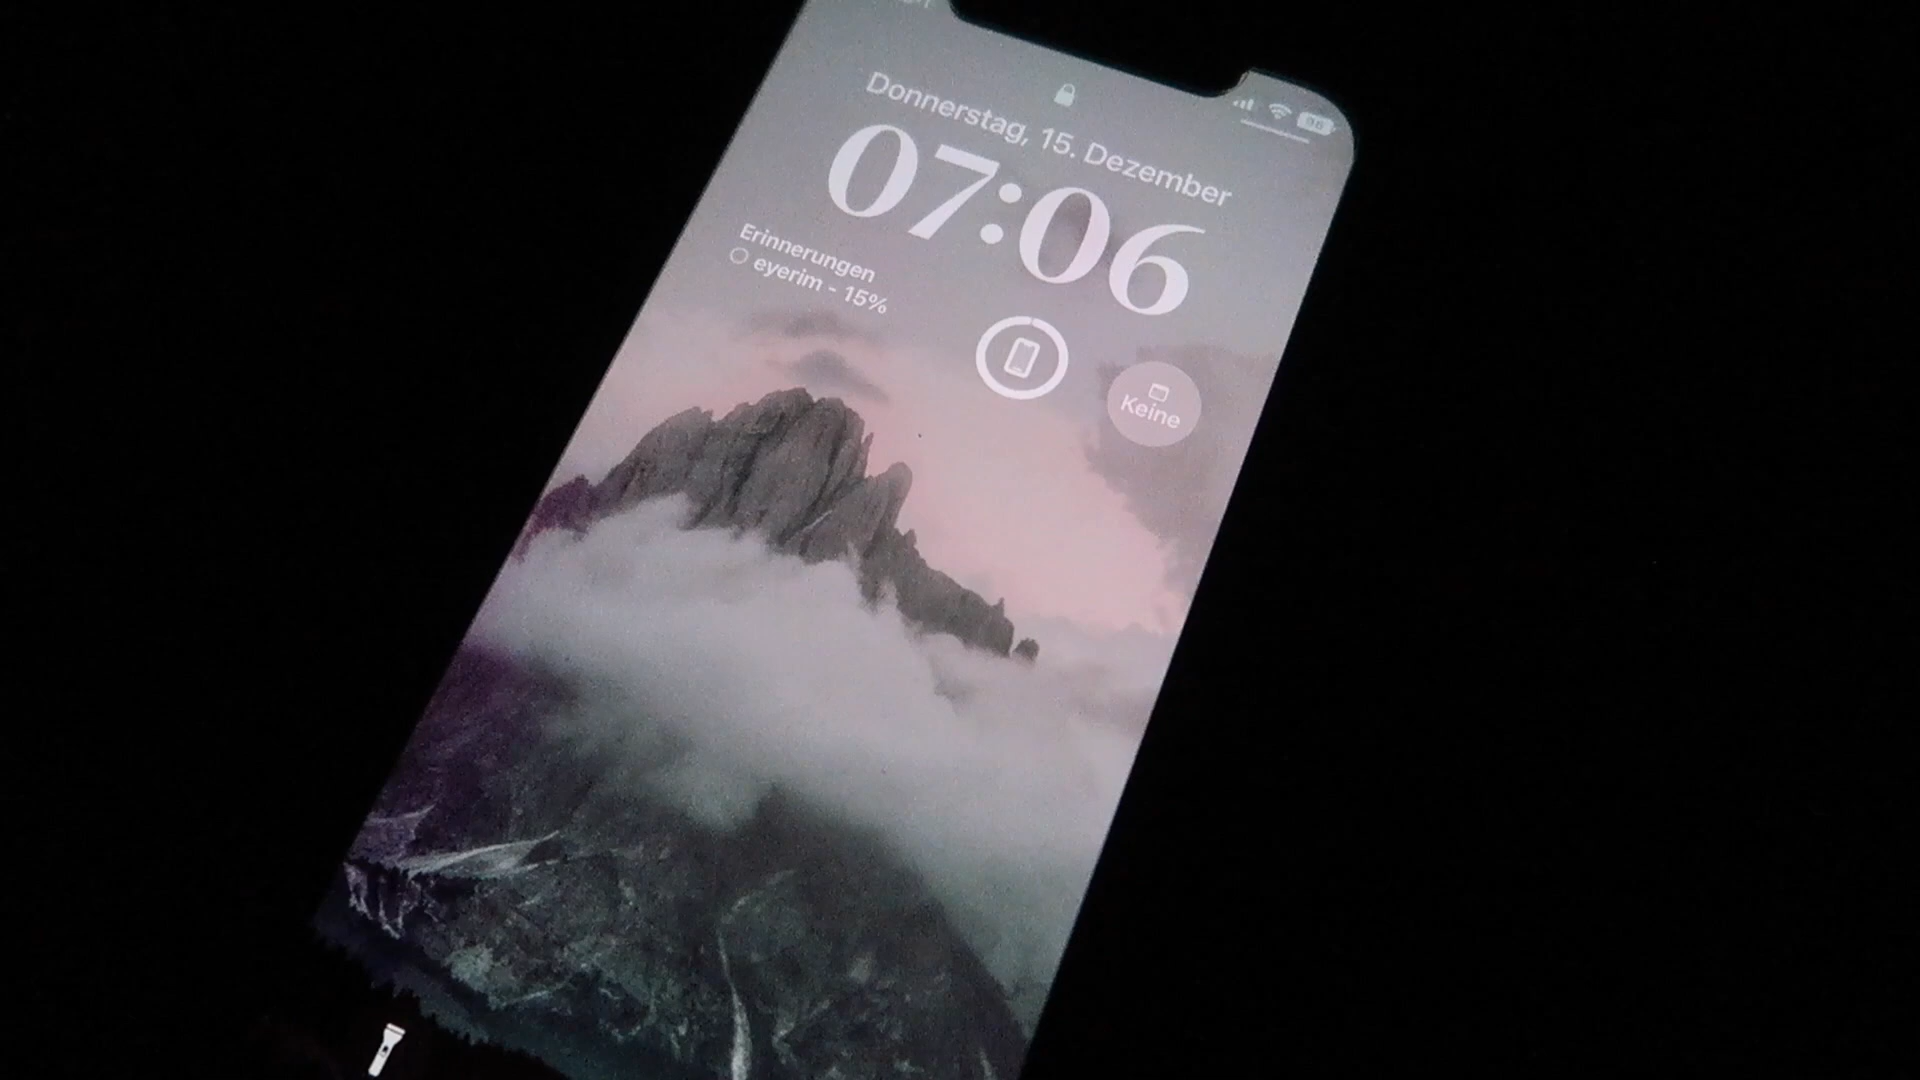 Donnerstag, 15. Dezember
07:06
Erinnerungen
eyerim - 15%
Keine